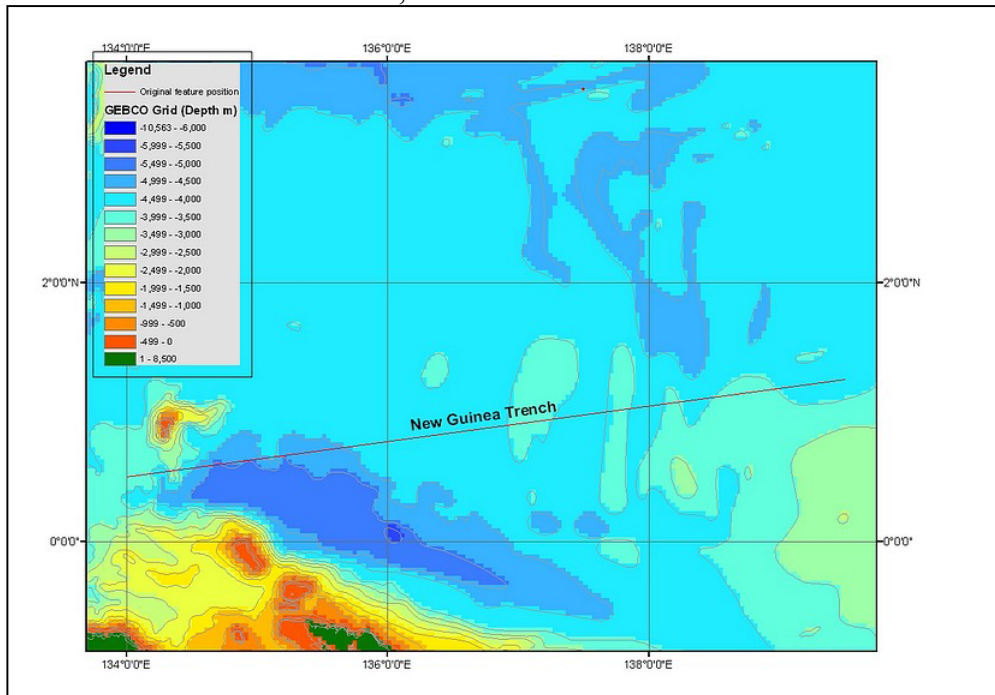 134°0'0"E 136°0'0"E 138°0'0"E
Legend
Original feature position
GEBCO Grid (Depth m)
-10,563 - -6,000
-5,999 - -5,500
-5,499 - -5,000
-4,999 - -4,500
-4,499 - -4,000
-3,999 - -3,500
-3,499 - -3,000
-2,999 - -2,500
-2,499 - -2,000
-1,999 - -1,500
-1,499 - -1,000
-999 - -500
-499 - 0
1 - 8,500
2°0'0"N 2°0'0"N
New Guinea Trench
0°0'0" 0°0'0"
134°0'0"E 136°0'0"E 138°0'0"E